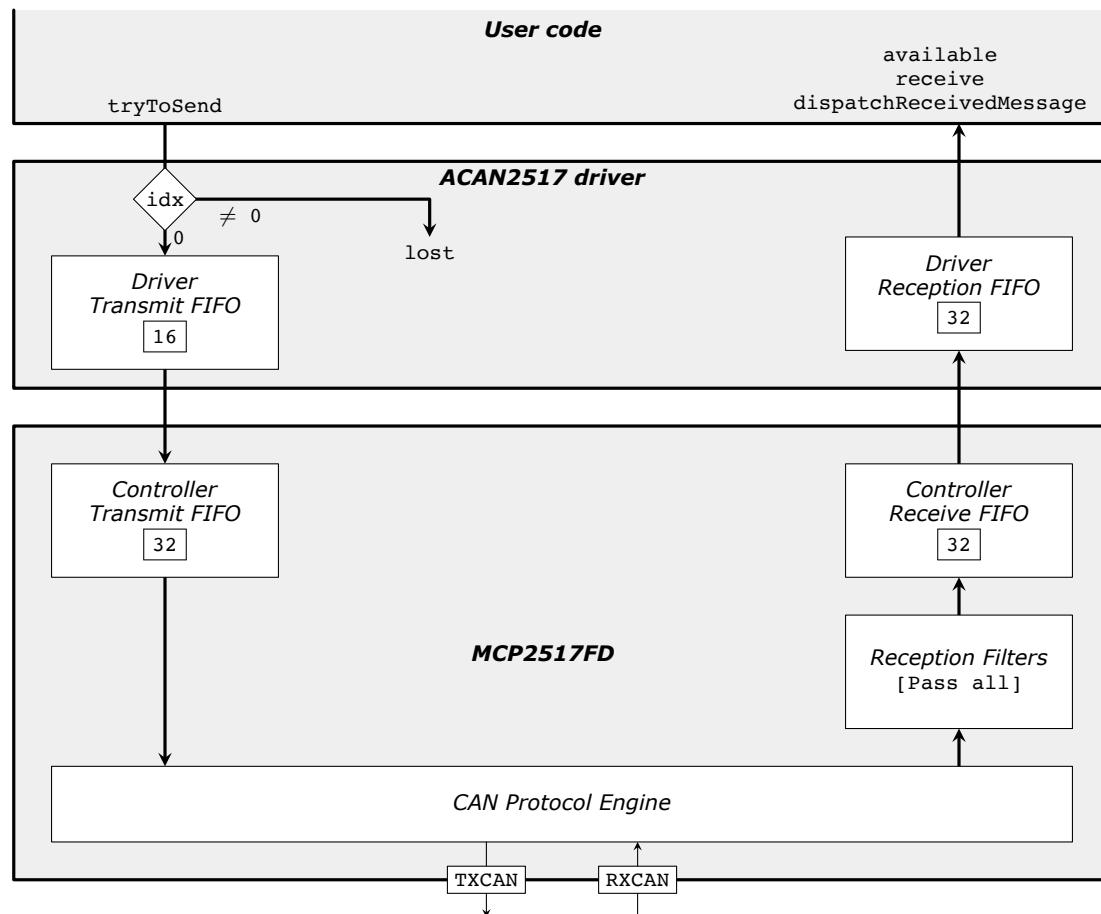 User code
tryToSend
available
receive
dispatchReceivedMessage
ACAN2517 driver
idx
≠ 0
0
lost
Driver
Transmit FIFO
16
Driver
Reception FIFO
32
Controller
Transmit FIFO
32
Controller
Receive FIFO
32
MCP2517FD
Reception Filters
[Pass all]
CAN Protocol Engine
TXCAN
RXCAN